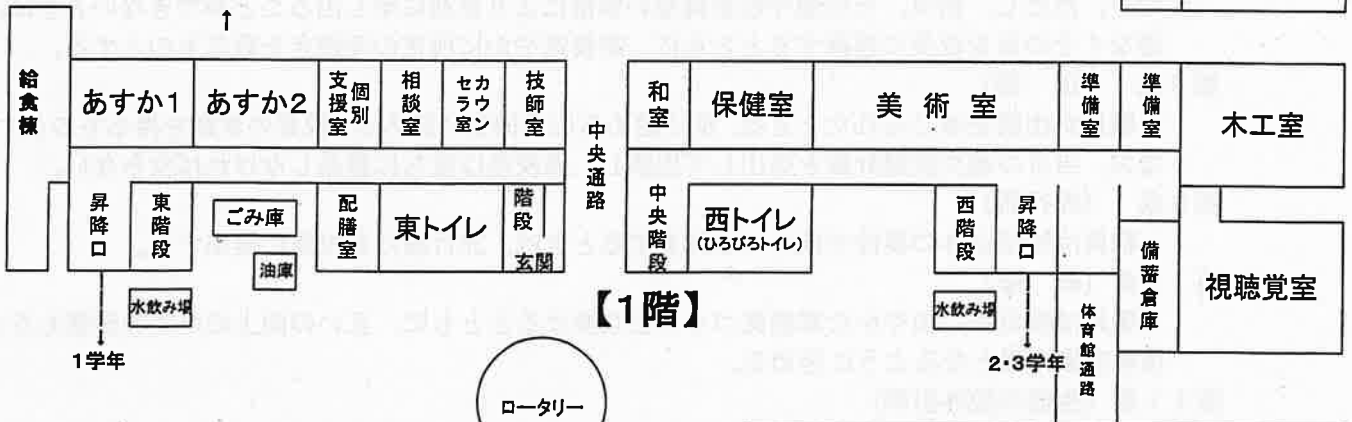 給食棟
あすか1
あすか2
個別
支援室
相談室
カウン
セラ室
技師室
中央通路
和室
保健室
美術室
準備室
準備室
木工室
昇降口
東階段
ごみ庫
油庫
配膳室
東トイレ
階段
玄関
中央階段
西トイレ
(ひろびろトイレ)
西階段
昇降口
備蓄倉庫
視聴覚室
水飲み場
【1階】
水飲み場
体育館通路
1学年
2・3学年
ロータリー